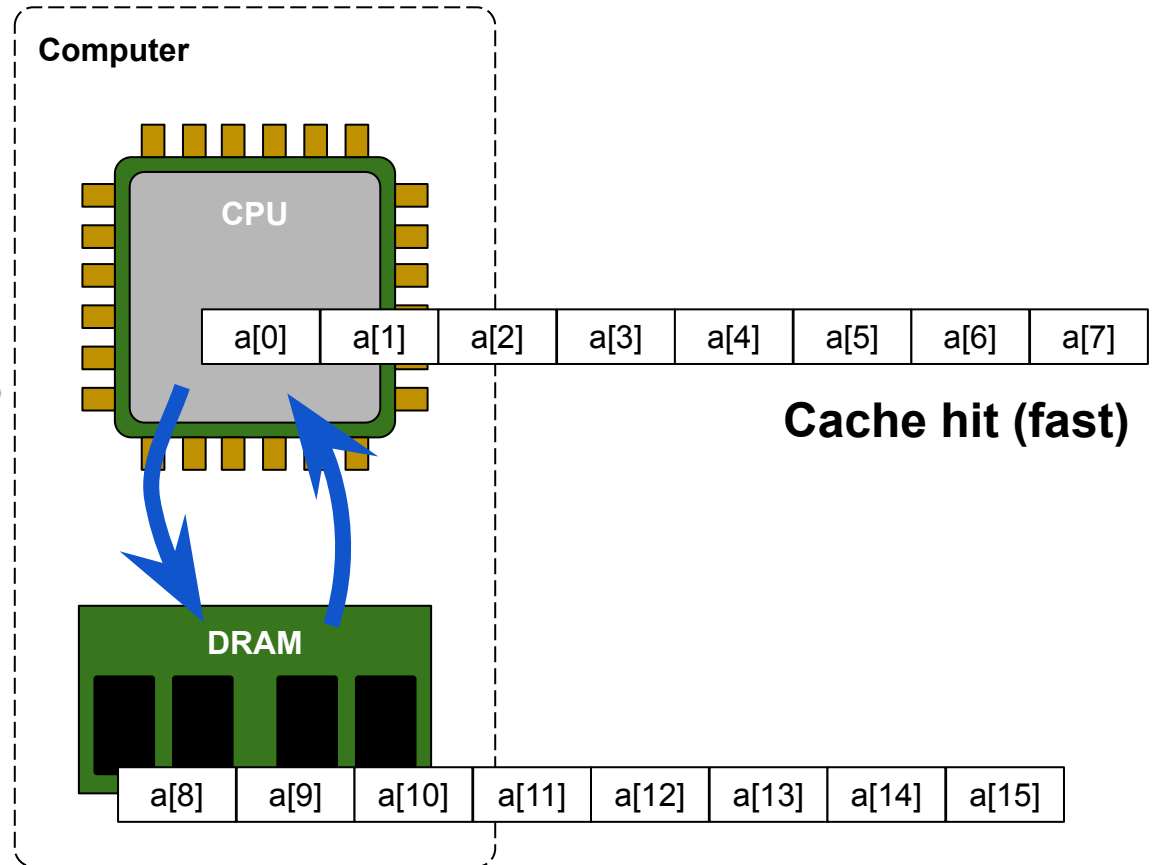 Computer
CPU
a[0] a[1] a[2] a[3] a[4] a[5] a[6] a[7]
Cache hit (fast)
DRAM
a[8] a[9] a[10] a[11] a[12] a[13] a[14] a[15]